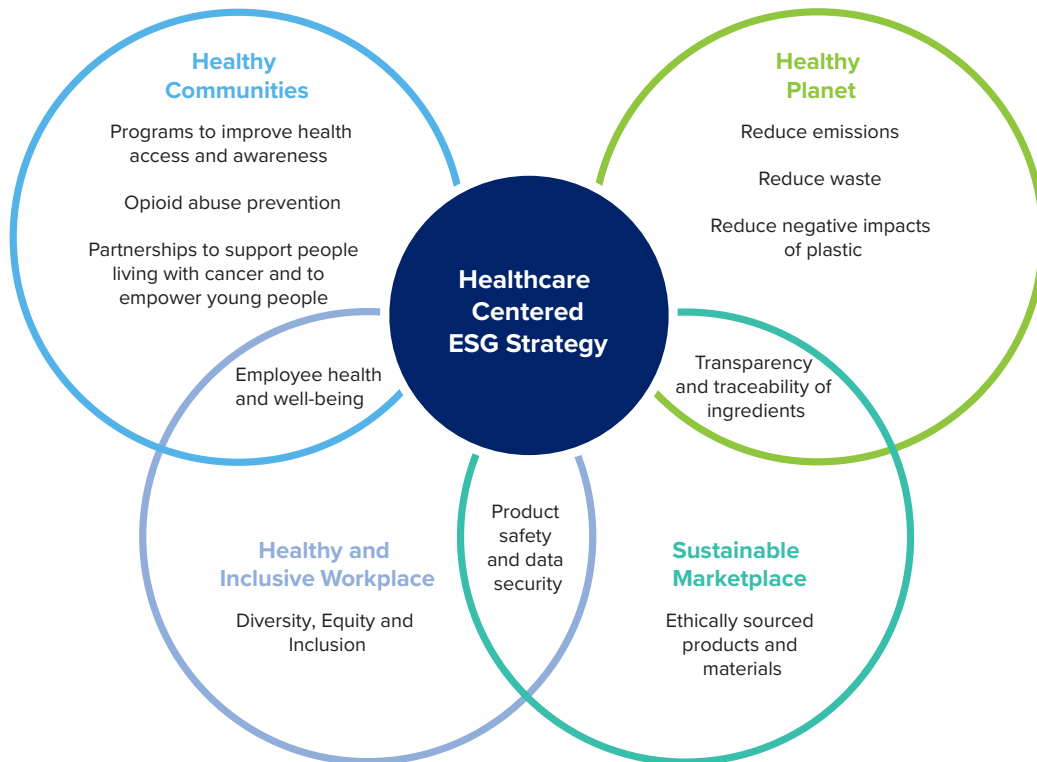 Healthy
Communities
Programs to improve health
access and awareness
Opioid abuse prevention
Partnerships to support people
living with cancer and to
empower young people
Healthy
Planet
Reduce emissions
Reduce waste
Reduce negative impacts
of plastic
Healthcare
Centered
ESG Strategy
Employee health
and well-being
Transparency
and traceability of
ingredients
Healthy and
Inclusive Workplace
Diversity, Equity and
Inclusion
Product
safety
and data
security
Sustainable
Marketplace
Ethically sourced
products and
materials